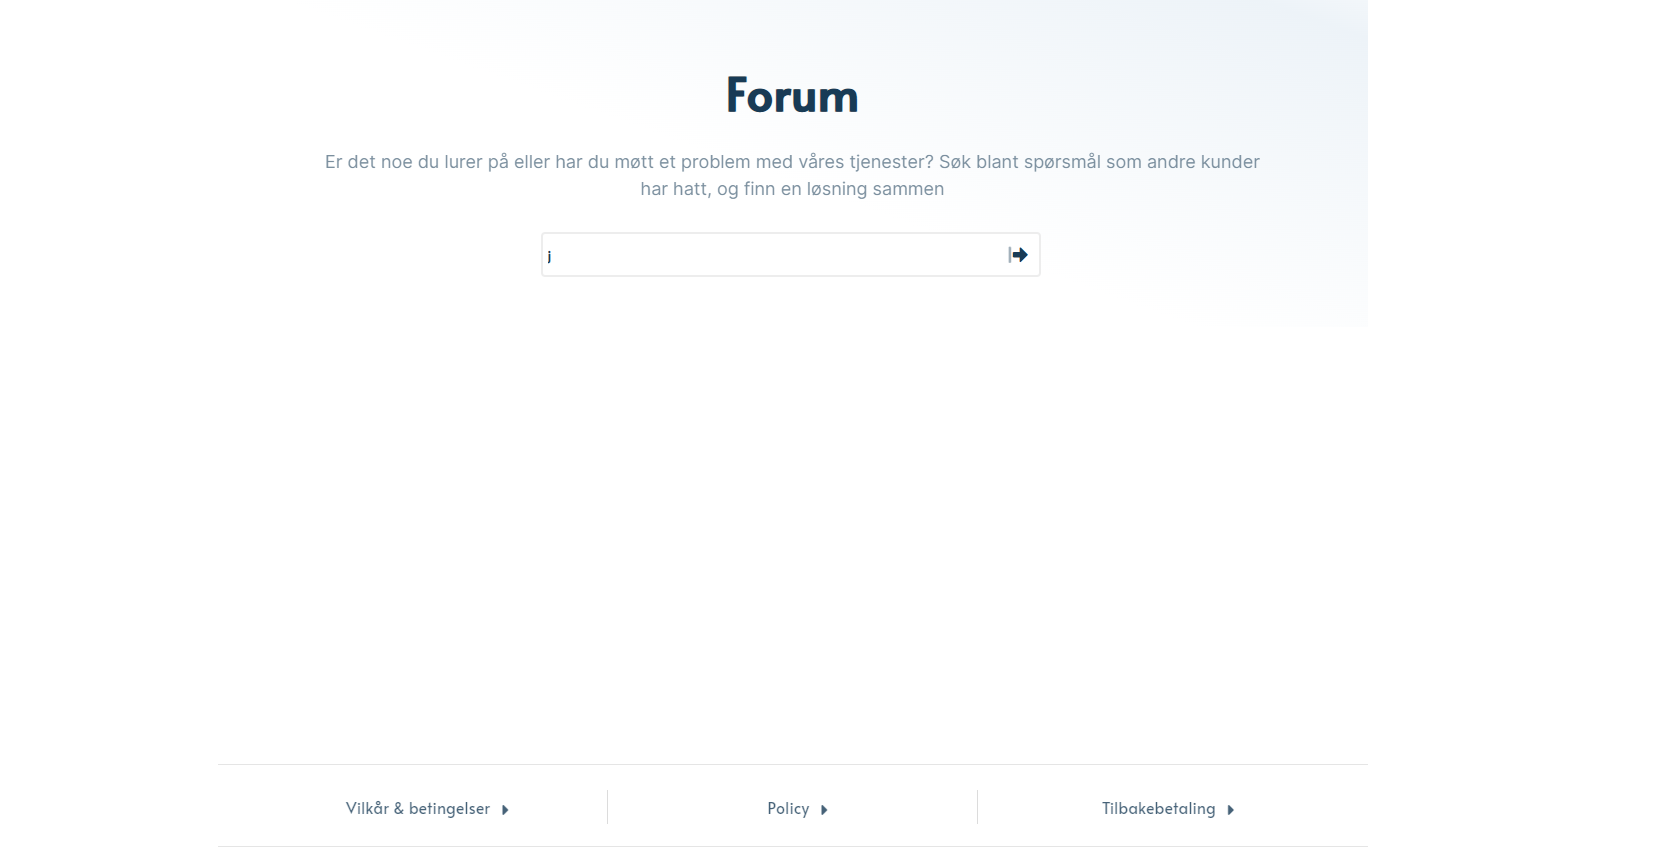 Forum
Er det noe du lurer på eller har du møtt et problem med våres tjenester? Søk blant spørsmål som andre kunder
har hatt, og finn en løsning sammen
j
Vilkår & betingelser
Policy
Tilbakebetaling